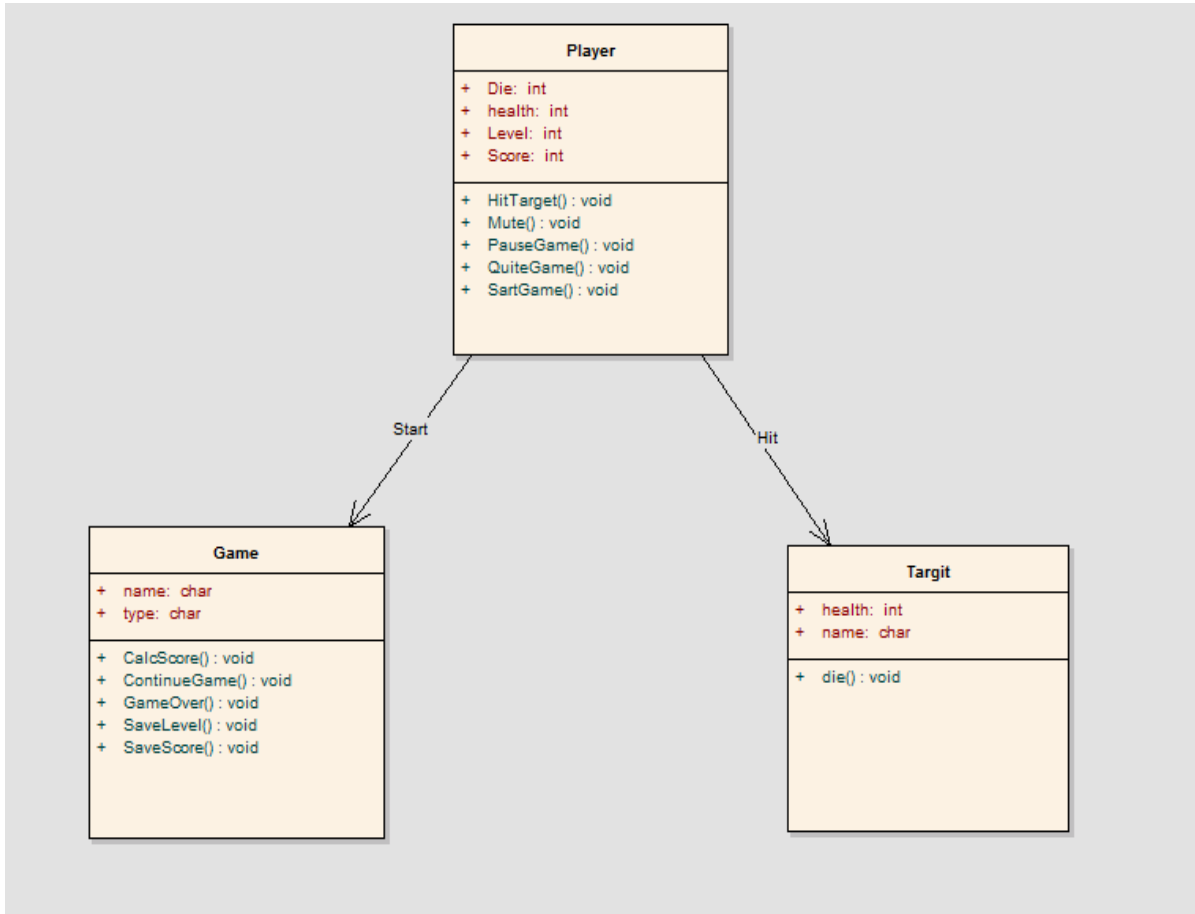 Player
+ Die: int
+ health: int
+ Level: int
+ Score: int
+ HitTarget() : void
+ Mute() : void
+ PauseGame() : void
+ QuiteGame() : void
+ SartGame() : void
Start
Hit
Game
+ name: char
+ type: char
+ CalcScore() : void
+ ContinueGame() : void
+ GameOver() : void
+ SaveLevel() : void
+ SaveScore() : void
Targit
+ health: int
+ name: char
+ die() : void